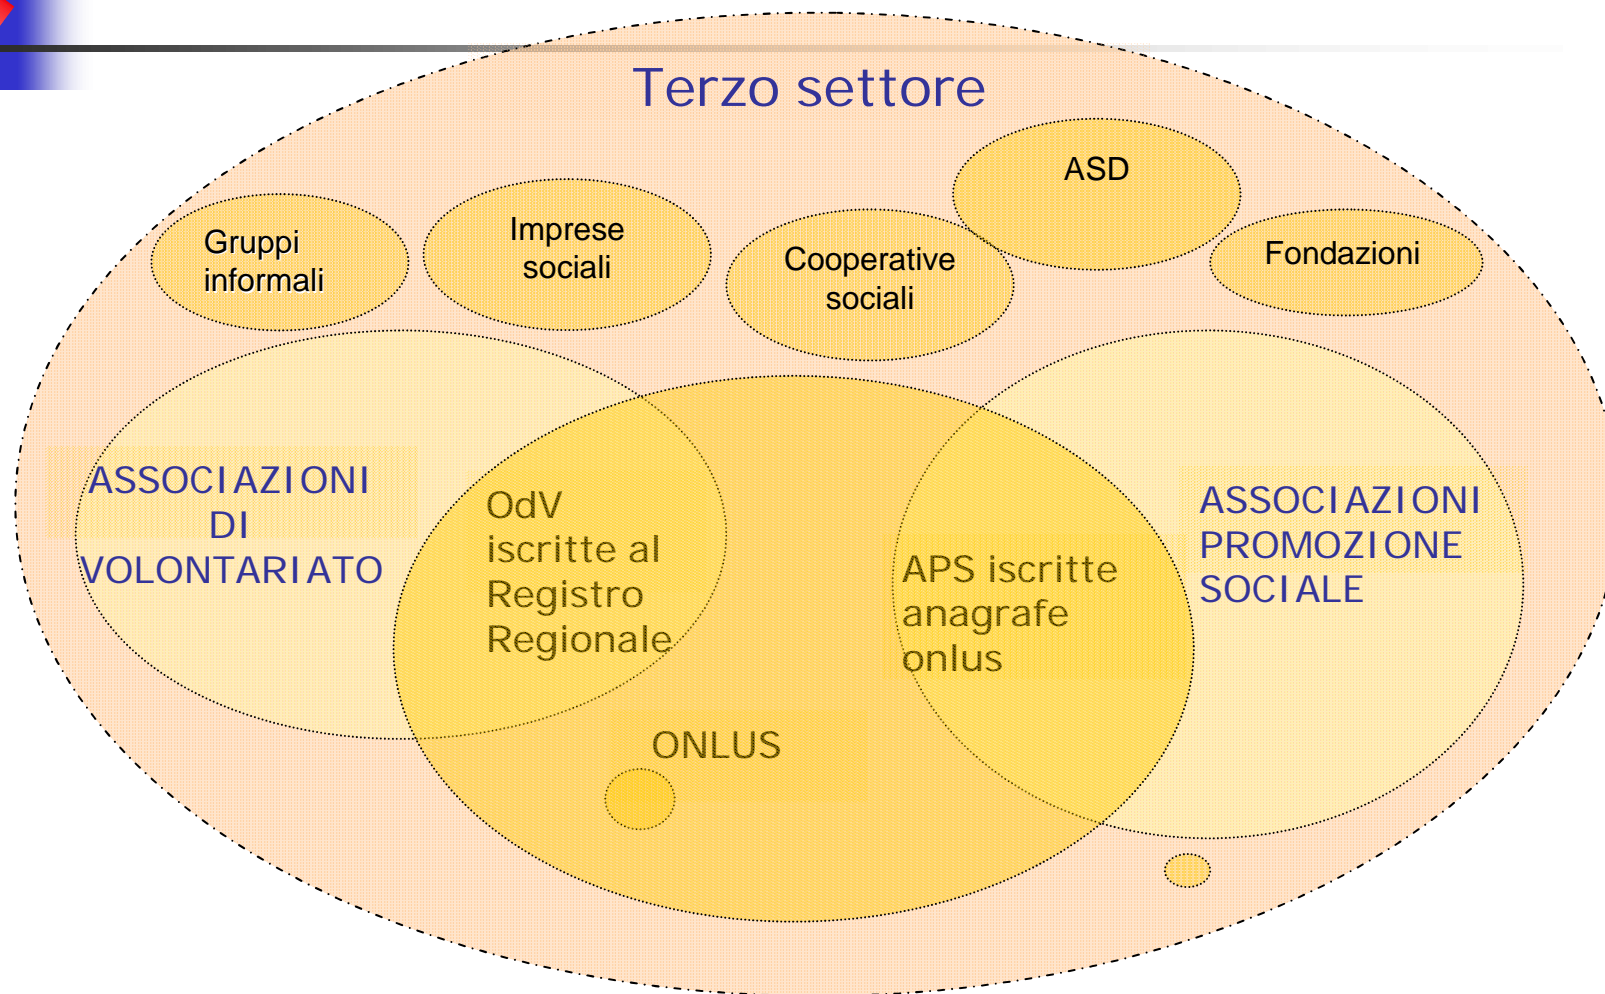 Terzo settore
ASD
Gruppi
informali
Imprese
sociali
Cooperative
sociali
Fondazioni
ASSOCIAZIONI
DI
VOLONTARIATO
OdV
iscritte al
Registro
Regionale
APS iscritte
anagrafe
onlus
ASSOCIAZIONI
PROMOZIONE
SOCIALE
ONLUS